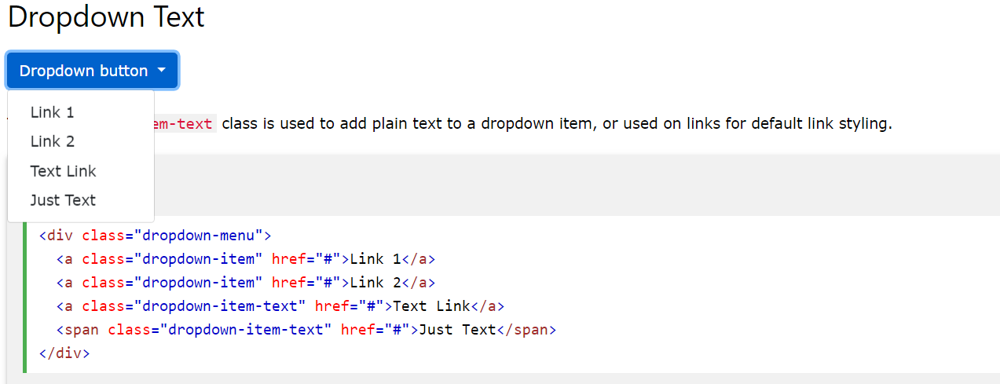 Dropdown Text
Dropdown button
Link 1
Link 2
Text Link
Just Text
em-text class is used to add plain text to a dropdown item, or used on links for default link styling.
<div class="dropdown-menu">
  <a class="dropdown-item" href="#">Link 1</a>
  <a class="dropdown-item" href="#">Link 2</a>
  <a class="dropdown-item-text" href="#">Text Link</a>
  <span class="dropdown-item-text" href="#">Just Text</span>
</div>